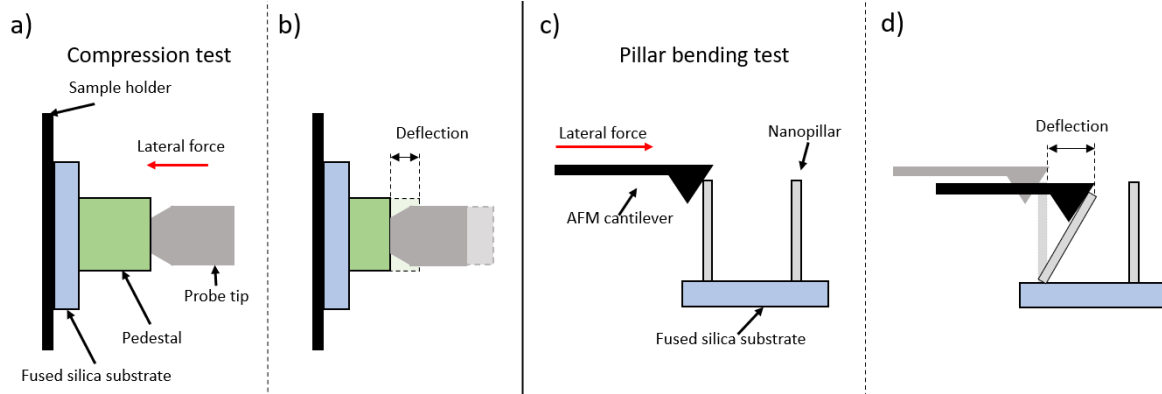 a)
Compression test
Sample holder
Lateral force
Probe tip
Pedestal
Fused silica substrate
b)
Deflection
c)
Pillar bending test
Lateral force
Nanopillar
AFM cantilever
Fused silica substrate
d)
Deflection